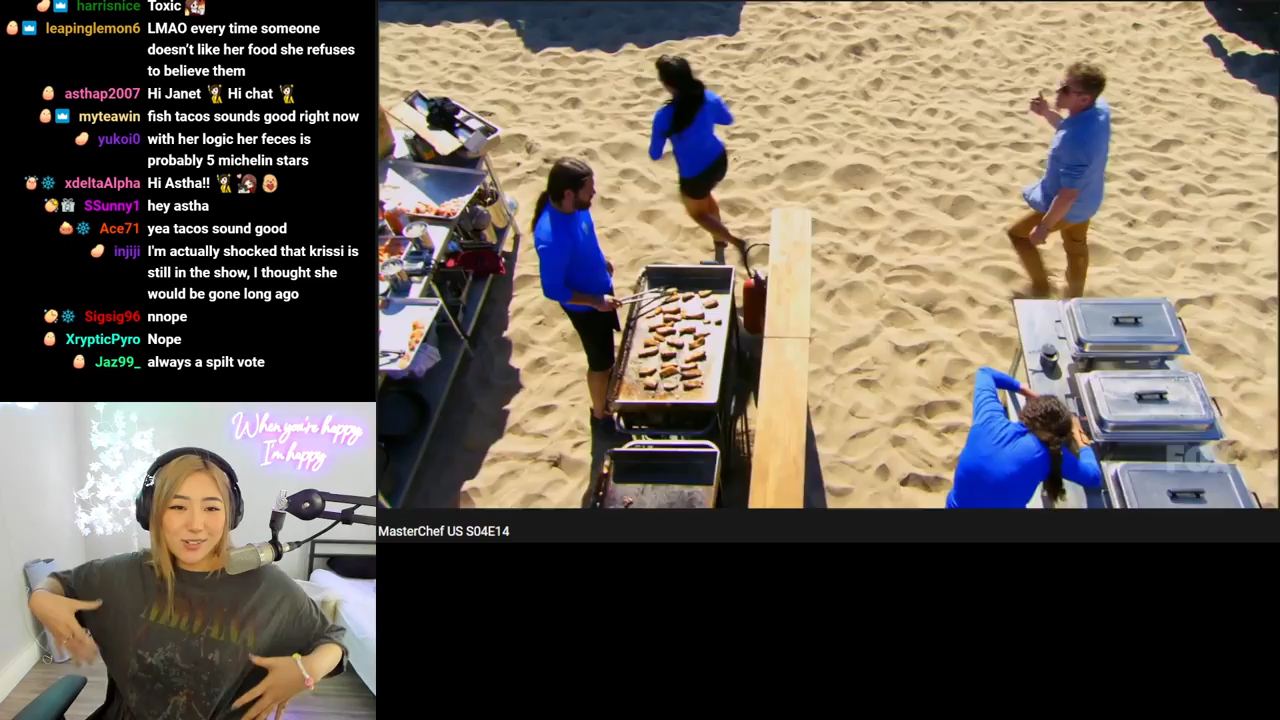 harrisnice Toxic
leapinglemon6 LMAO every time someone
doesn't like her food she refuses
to believe them
asthap2007 Hi Janet Hi chat
myteawin fish tacos sounds good right now
yukoi0 with her logic her feces is
probably 5 michelin stars
xdeltaAlpha Hi Astha!!
SSunny1 hey astha
Ace71 yea tacos sound good
injiji I'm actually shocked that krissi is
still in the show, I thought she
would be gone long ago
Sigsig96 nnope
XrypticPyro Nope
Jaz99_ always a spilt vote
When you're happy
I'm happy
MasterChef US S04E14